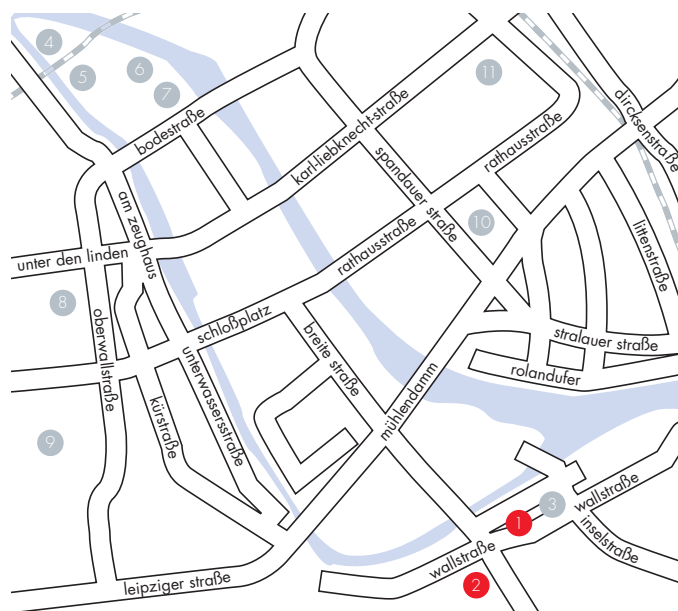 4
5
6
7
11
bodestraße
karl-liebknecht-straße
dircksenstraße
spandauer straße
rathausstraße
am zeughaus
10
littenstraße
unter den linden
rathausstraße
8
oberwallstraße
schloßplatz
breite straße
stralauer straße
unterwassersstraße
rolandufer
kürstraße
mühlendamm
9
3
wallstraße
1
inselstraße
wallstraße
leipziger straße
2